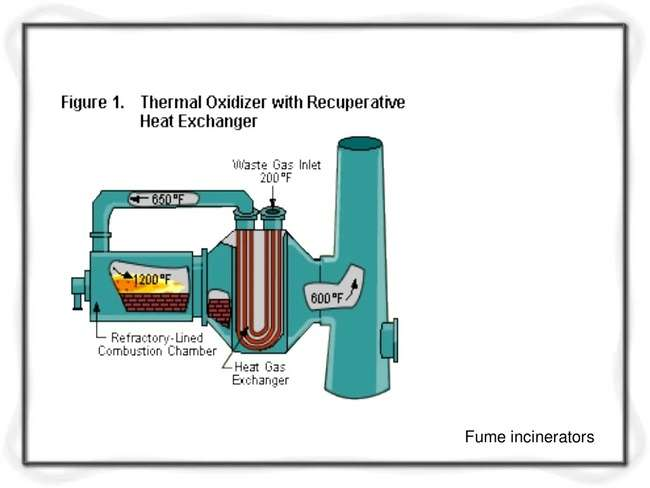 Figure 1. Thermal Oxidizer with Recuperative
Heat Exchanger
Waste Gas Inlet
200°F
650°F
1200°F
600°F
Refractory-Lined
Combustion Chamber
Heat Gas
Exchanger
Fume incinerators